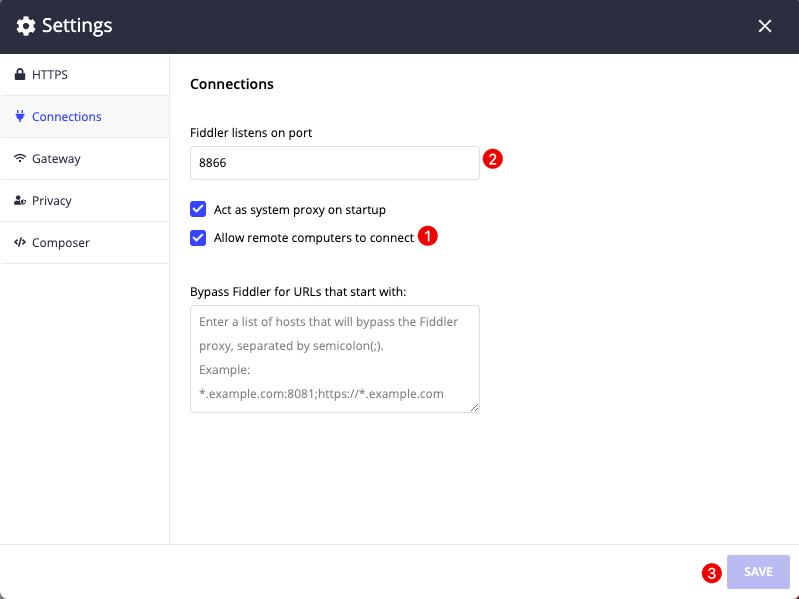 Settings
HTTPS
Connections
Gateway
Privacy
Composer
Connections
Fiddler listens on port
8866
2
Act as system proxy on startup
Allow remote computers to connect
1
Bypass Fiddler for URLs that start with:
Enter a list of hosts that will bypass the Fiddler
proxy, separated by semicolon(;).
Example:
*.example.com:8081;https://*.example.com
3
SAVE